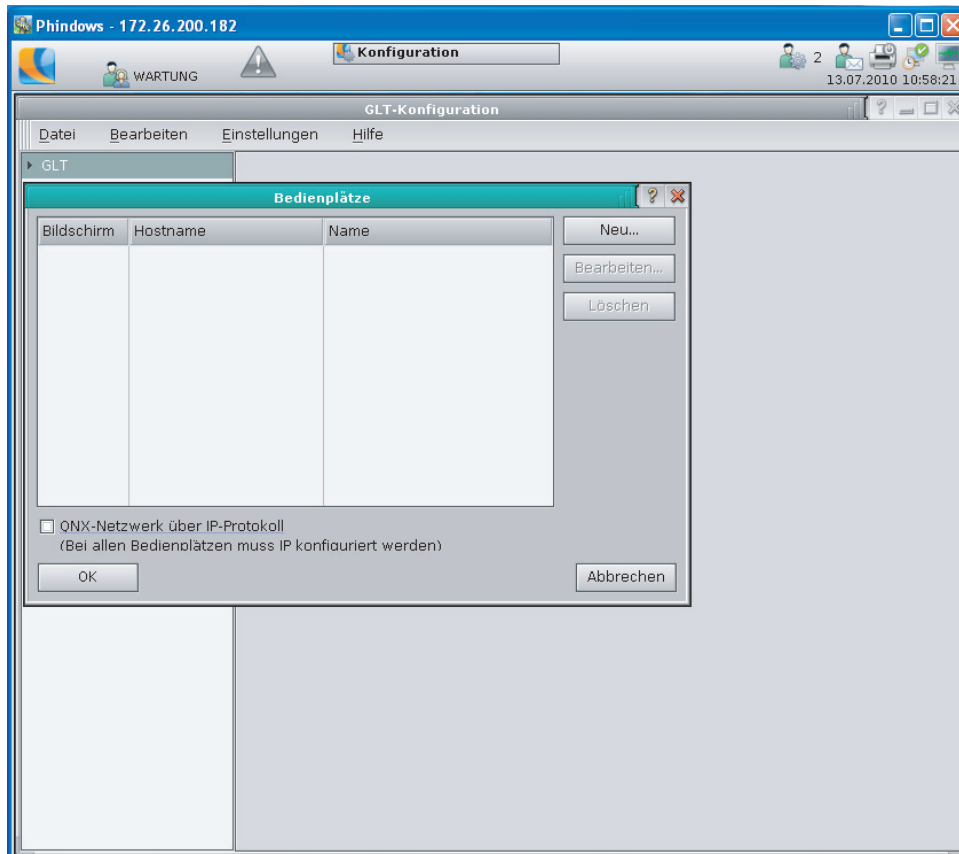 Phindows - 172.26.200.182
WARTUNG
Konfiguration
2
13.07.2010 10:58:21
GLT-Konfiguration
Datei Bearbeiten Einstellungen Hilfe
GLT
Bedienplätze
Bildschirm Hostname Name
Neu...
Bearbeiten...
Löschen
QNX-Netzwerk über IP-Protokoll
(Bei allen Bedienplätzen muss IP konfiguriert werden)
OK Abbrechen